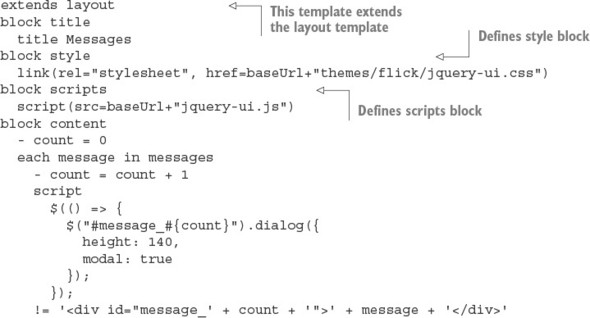 extends layout
This template extends
the layout template
block title
  title Messages
block style
Defines style block
  link(rel="stylesheet", href=baseUrl+"themes/flick/jquery-ui.css")
block scripts
  script(src=baseUrl+"jquery-ui.js")
Defines scripts block
block content
  - count = 0
  each message in messages
    - count = count + 1
    script
      $(() => {
        $("#message_#{count}").dialog({
          height: 140,
          modal: true
        });
      });
    != '<div id="message_' + count + '">' + message + '</div>'